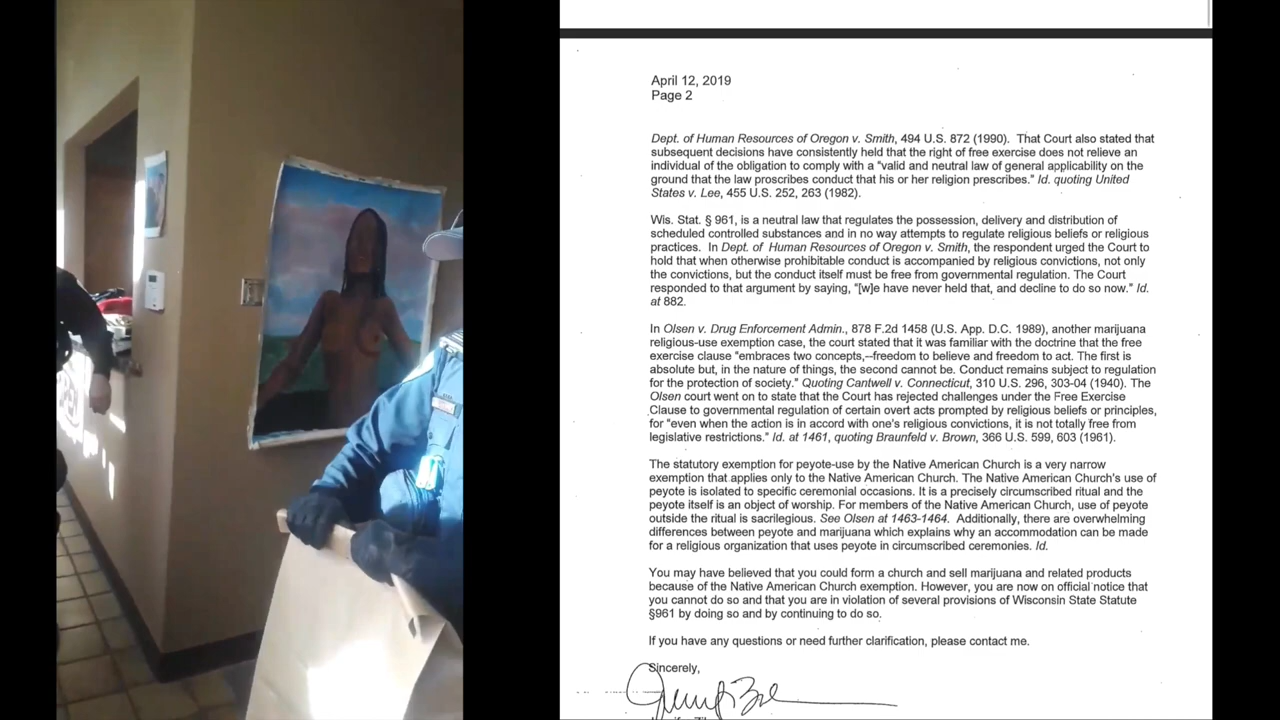 April 12, 2019
Page 2
Dept. of Human Resources of Oregon v. Smith, 494 U.S. 872 (1990). That Court also stated that
subsequent decisions have consistently held that the right of free exercise does not relieve an
individual of the obligation to comply with a "valid and neutral law of general applicability on the
ground that the law proscribes conduct that his or her religion prescribes." Id. quoting United
States v. Lee, 455 U.S. 252, 263 (1982).
Wis. Stat. § 961, is a neutral law that regulates the possession, delivery and distribution of
scheduled controlled substances and in no way attempts to regulate religious beliefs or religious
practices. In Dept. of Human Resources of Oregon v. Smith, the respondent urged the Court to
hold that when otherwise prohibitable conduct is accompanied by religious convictions, not only
the convictions, but the conduct itself must be free from governmental regulation. The Court
responded to that argument by saying, "[w]e have never held that, and decline to do so now." Id.
at 882.
In Olsen v. Drug Enforcement Admin., 878 F.2d 1458 (U.S. App. D.C. 1989), another marijuana
religious-use exemption case, the court stated that it was familiar with the doctrine that the free
exercise clause "embraces two concepts,--freedom to believe and freedom to act. The first is
absolute but, in the nature of things, the second cannot be. Conduct remains subject to regulation
for the protection of society." Quoting Cantwell v. Connecticut, 310 U.S. 296, 303-04 (1940). The
Olsen court went on to state that the Court has rejected challenges under the Free Exercise
Clause to governmental regulation of certain overt acts prompted by religious beliefs or principles,
for "even when the action is in accord with one's religious convictions, it is not totally free from
legislative restrictions." Id. at 1461, quoting Braunfeld v. Brown, 366 U.S. 599, 603 (1961).
The statutory exemption for peyote-use by the Native American Church is a very narrow
exemption that applies only to the Native American Church. The Native American Church's use of
peyote is isolated to specific ceremonial occasions. It is a precisely circumscribed ritual and the
peyote itself is an object of worship. For members of the Native American Church, use of peyote
outside the ritual is sacrilegious. See Olsen at 1463-1464. Additionally, there are overwhelming
differences between peyote and marijuana which explains why an accommodation can be made
for a religious organization that uses peyote in circumscribed ceremonies. Id.
You may have believed that you could form a church and sell marijuana and related products
because of the Native American Church exemption. However, you are now on official notice that
you cannot do so and that you are in violation of several provisions of Wisconsin State Statute
§961 by doing so and by continuing to do so.
If you have any questions or need further clarification, please contact me.
Sincerely,